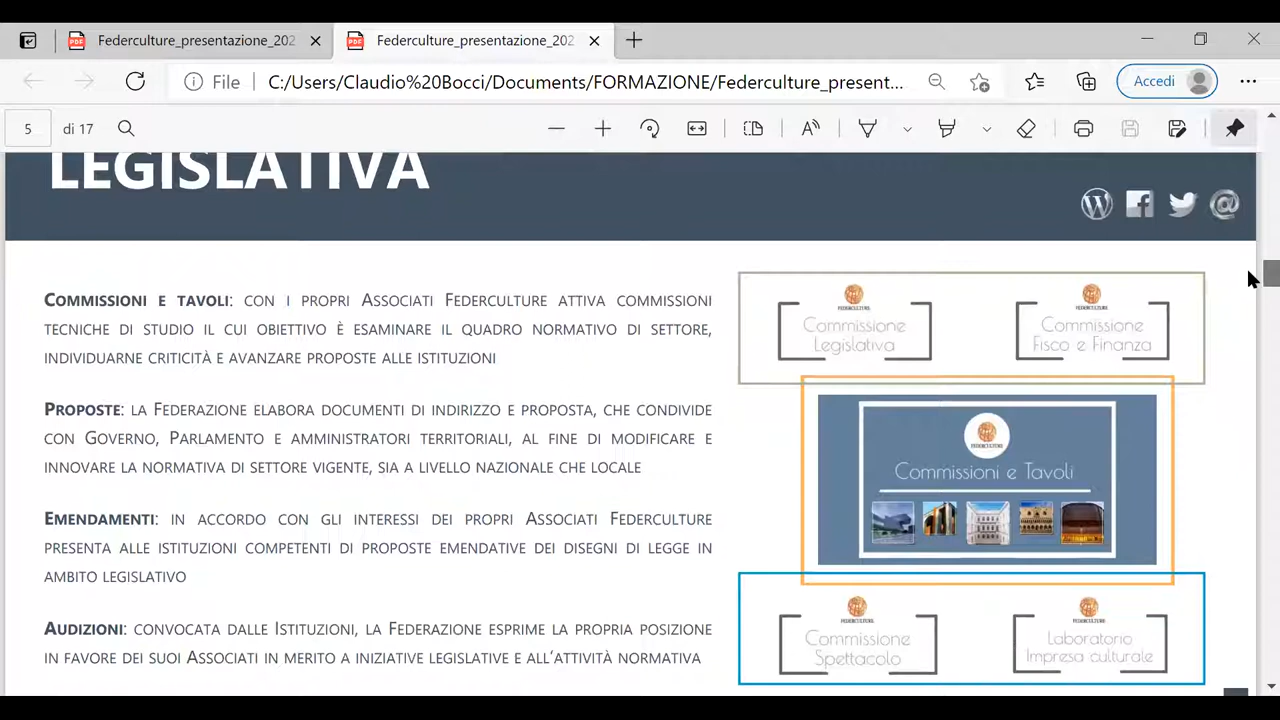 Federculture_presentazione_202
Federculture_presentazione_202
File
C:/Users/Claudio%20Bocci/Documents/FORMAZIONE/Federculture_present...
Accedi
5 di 17
LEGISLATIVA
COMMISSIONI E TAVOLI: CON I PROPRI ASSOCIATI FEDERCULTURE ATTIVA COMMISSIONI
TECNICHE DI STUDIO IL CUI OBIETTIVO È ESAMINARE IL QUADRO NORMATIVO DI SETTORE,
INDIVIDUARNE CRITICITÀ E AVANZARE PROPOSTE ALLE ISTITUZIONI
PROPOSTE: LA FEDERAZIONE ELABORA DOCUMENTI DI INDIRIZZO E PROPOSTA, CHE CONDIVIDE
CON GOVERNO, PARLAMENTO E AMMINISTRATORI TERRITORIALI, AL FINE DI MODIFICARE E
INNOVARE LA NORMATIVA DI SETTORE VIGENTE, SIA A LIVELLO NAZIONALE CHE LOCALE
EMENDAMENTI: IN ACCORDO CON GLI INTERESSI DEI PROPRI ASSOCIATI FEDERCULTURE
PRESENTA ALLE ISTITUZIONI COMPETENTI DI PROPOSTE EMENDATIVE DEI DISEGNI DI LEGGE IN
AMBITO LEGISLATIVO
AUDIZIONI: CONVOCATA DALLE ISTITUZIONI, LA FEDERAZIONE ESPRIME LA PROPRIA POSIZIONE
IN FAVORE DEI SUOI ASSOCIATI IN MERITO A INIZIATIVE LEGISLATIVE E ALL'ATTIVITÀ NORMATIVA
FEDERCULTURE
Commissione
Legislativa
FEDERCULTURE
Commissione
Fisco e Finanza
FEDERCULTURE
Commissioni e Tavoli
FEDERCULTURE
Commissione
Spettacolo
FEDERCULTURE
Laboratorio
Impresa culturale